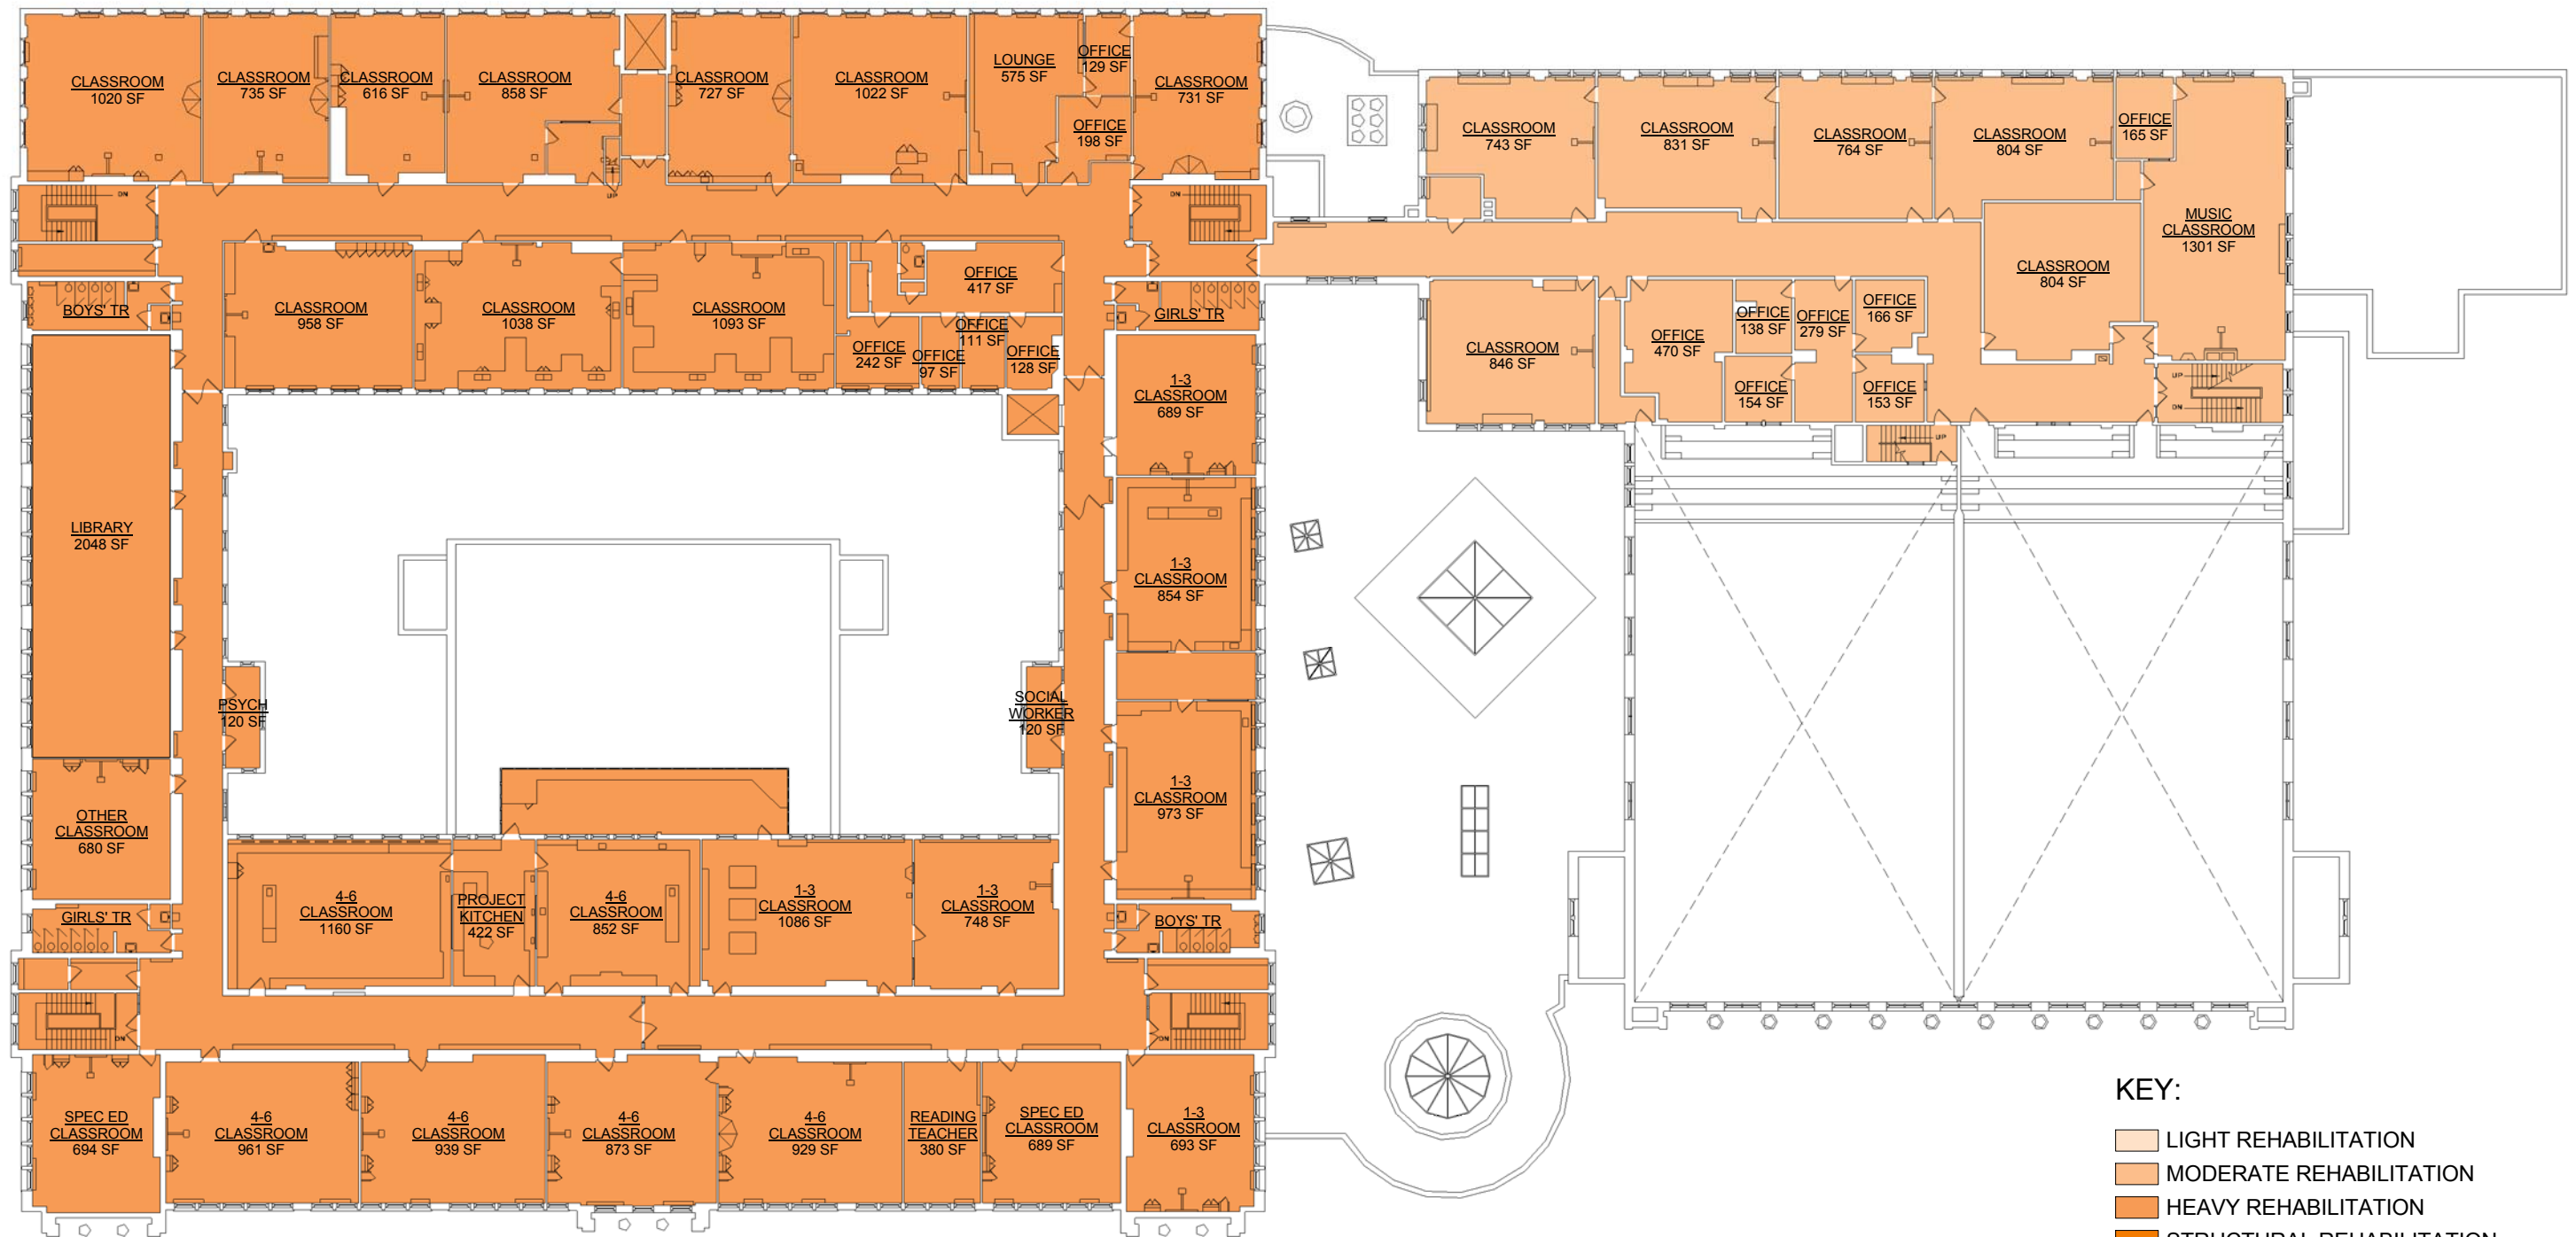 CLASSROOM
1020 SF
CLASSROOM
735 SF
CLASSROOM
616 SF
CLASSROOM
858 SF
CLASSROOM
727 SF
CLASSROOM
1022 SF
LOUNGE
575 SF
OFFICE
129 SF
OFFICE
198 SF
CLASSROOM
731 SF
CLASSROOM
743 SF
CLASSROOM
831 SF
CLASSROOM
764 SF
CLASSROOM
804 SF
OFFICE
165 SF
MUSIC
CLASSROOM
1301 SF
DN
UP
DN
CLASSROOM
804 SF
BOYS' TR
CLASSROOM
958 SF
CLASSROOM
1038 SF
CLASSROOM
1093 SF
OFFICE
417 SF
OFFICE
242 SF
OFFICE
97 SF
OFFICE
111 SF
OFFICE
128 SF
GIRLS' TR
CLASSROOM
846 SF
OFFICE
470 SF
OFFICE
138 SF
OFFICE
279 SF
OFFICE
166 SF
OFFICE
154 SF
OFFICE
153 SF
UP
DN
UP
1-3
CLASSROOM
689 SF
LIBRARY
2048 SF
1-3
CLASSROOM
854 SF
PSYCH
120 SF
SOCIAL
WORKER
120 SF
1-3
CLASSROOM
973 SF
OTHER
CLASSROOM
680 SF
GIRLS' TR
4-6
CLASSROOM
1160 SF
PROJECT
KITCHEN
422 SF
4-6
CLASSROOM
852 SF
1-3
CLASSROOM
1086 SF
1-3
CLASSROOM
748 SF
BOYS' TR
DN
DN
SPEC ED
CLASSROOM
694 SF
4-6
CLASSROOM
961 SF
4-6
CLASSROOM
939 SF
4-6
CLASSROOM
873 SF
4-6
CLASSROOM
929 SF
READING
TEACHER
380 SF
SPEC ED
CLASSROOM
689 SF
1-3
CLASSROOM
693 SF
KEY:
LIGHT REHABILITATION
MODERATE REHABILITATION
HEAVY REHABILITATION
STRUCTURAL REHABILITATION